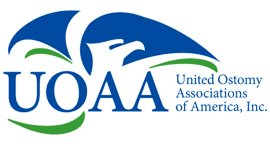 UOAA
United Ostomy
Associations
of America, Inc.